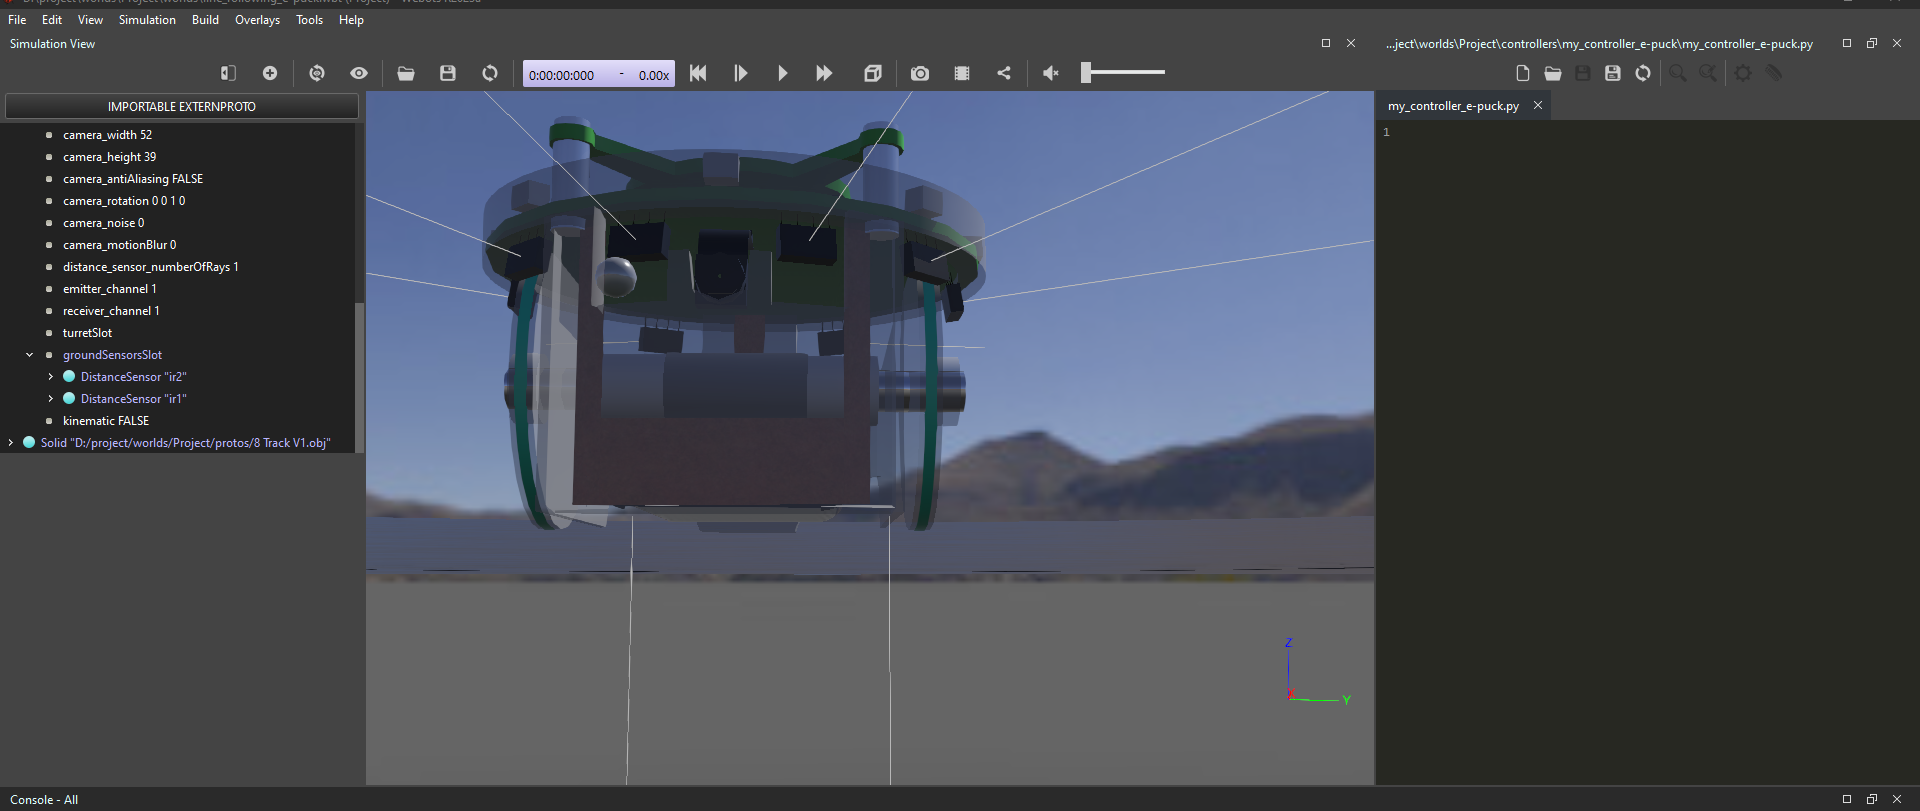 File Edit View Simulation Build Overlays Tools Help
Simulation View
...ject\worlds\Project\controllers\my_controller_e-puck\my_controller_e-puck.py
0:00:00:000 - 0.00x
IMPORTABLE EXTERNPROTO
my_controller_e-puck.py
1
camera_width 52
camera_height 39
camera_antiAliasing FALSE
camera_rotation 0 0 1 0
camera_noise 0
camera_motionBlur 0
distance_sensor_numberOfRays 1
emitter_channel 1
receiver_channel 1
turretSlot
groundSensorsSlot
DistanceSensor "ir2"
DistanceSensor "ir1"
kinematic FALSE
Solid "D:/project/worlds/Project/protos/8 Track V1.obj"
Z
X
Y
Console - All